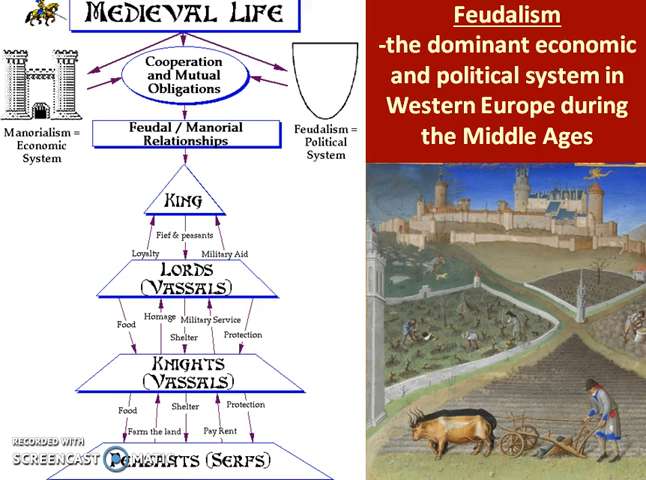 MEDIEVAL LIFE
Cooperation
and Mutual
Obligations
Manorialism =
Economic
System
Feudal / Manorial
Relationships
Feudalism =
Political
System
KING
Fief & peasants
Loyalty
Military Aid
LORDS
(VASSALS)
Food
Homage
Military Service
Shelter
Protection
KNIGHTS
(VASSALS)
Food
Shelter
Protection
Farm the land
Pay Rent
PEASANTS (SERFS)
RECORDED WITH
SCREENCAST MATIC
Feudalism
-the dominant economic
and political system in
Western Europe during
the Middle Ages